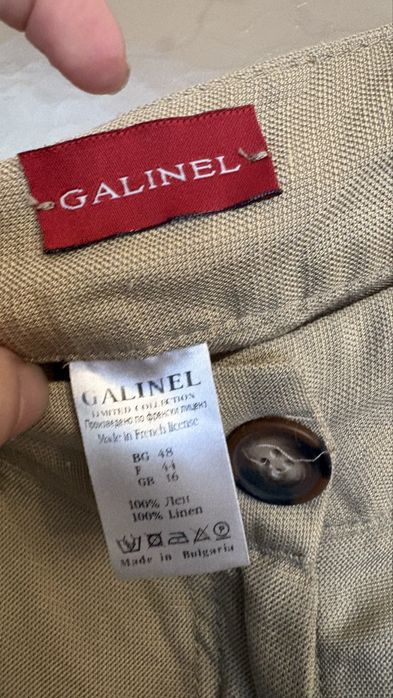 GALINEL
GALINEL
LIMITED COLLECTION
Произведено по френски лиценз
Made in French license
BG 48
F 44
GB 16
100% Лен
100% Linen
Made in Bulgaria